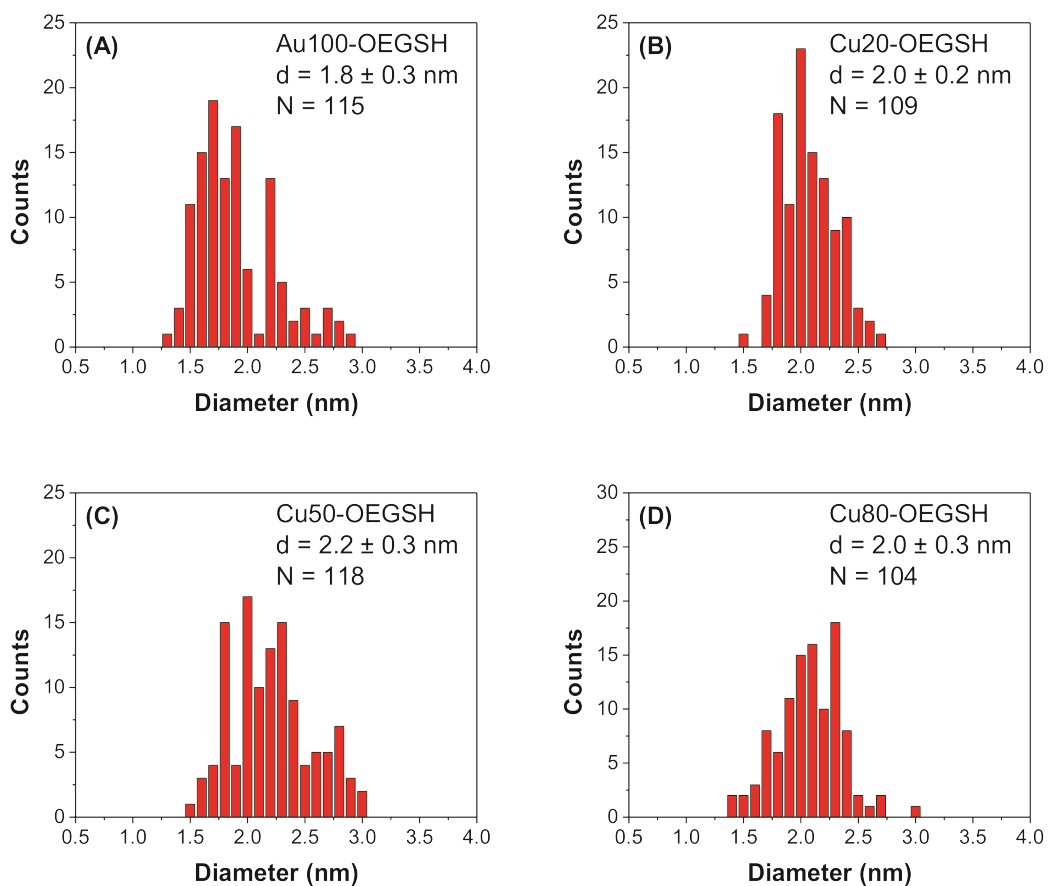 (A)
Au100-OEGSH
d = 1.8 ± 0.3 nm
N = 115
25
20
15
10
5
0
Counts
0.5 1.0 1.5 2.0 2.5 3.0 3.5 4.0
Diameter (nm)
(B)
Cu20-OEGSH
d = 2.0 ± 0.2 nm
N = 109
25
20
15
10
5
0
Counts
0.5 1.0 1.5 2.0 2.5 3.0 3.5 4.0
Diameter (nm)
(C)
Cu50-OEGSH
d = 2.2 ± 0.3 nm
N = 118
25
20
15
10
5
0
Counts
0.5 1.0 1.5 2.0 2.5 3.0 3.5 4.0
Diameter (nm)
(D)
Cu80-OEGSH
d = 2.0 ± 0.3 nm
N = 104
30
25
20
15
10
5
0
Counts
0.5 1.0 1.5 2.0 2.5 3.0 3.5 4.0
Diameter (nm)